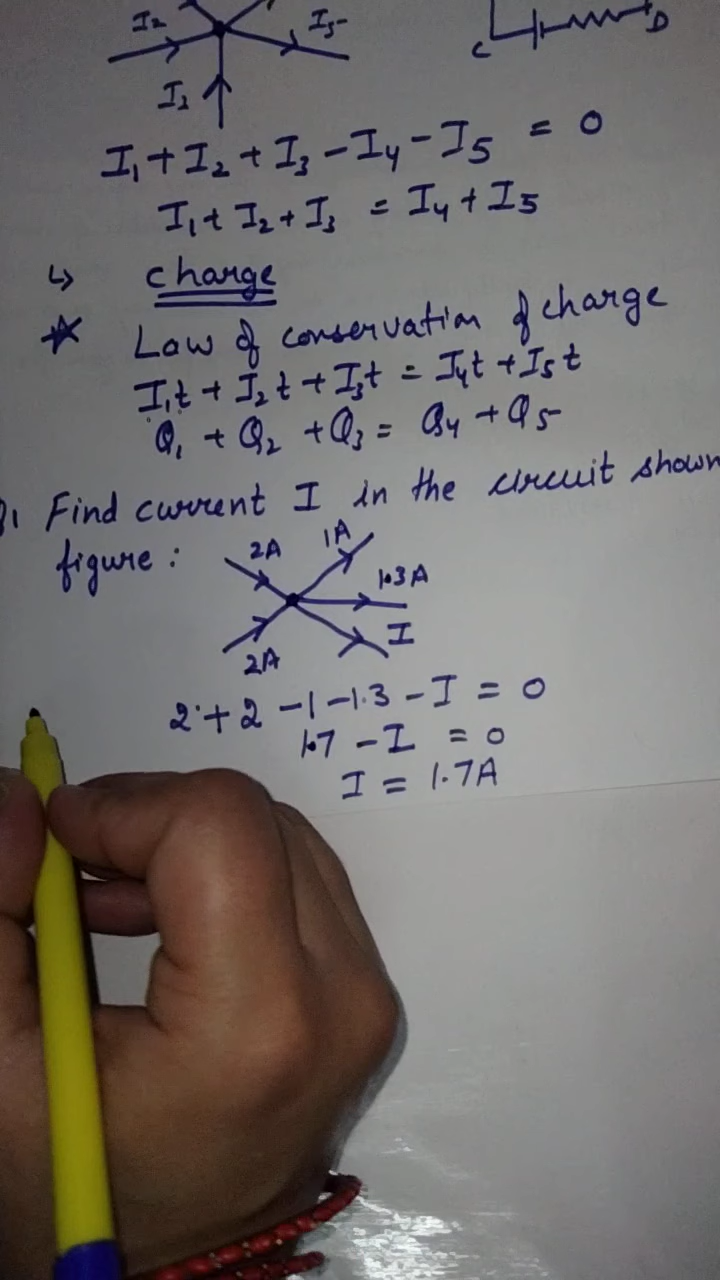 I₂ I₅
C D
I₃
I₁ + I₂ + I₃ - I₄ - I₅ = 0
I₁ + I₂ + I₃ = I₄ + I₅
↳ charge
★ Law of conservation of charge
I₁t + I₂t + I₃t = I₄t + I₅t
Q₁ + Q₂ + Q₃ = Q₄ + Q₅
1 Find current I in the circuit shown
figure :
2A 1A
1.3A
I
2A
2 + 2 - 1 - 1.3 - I = 0
1.7 - I = 0
I = 1.7A